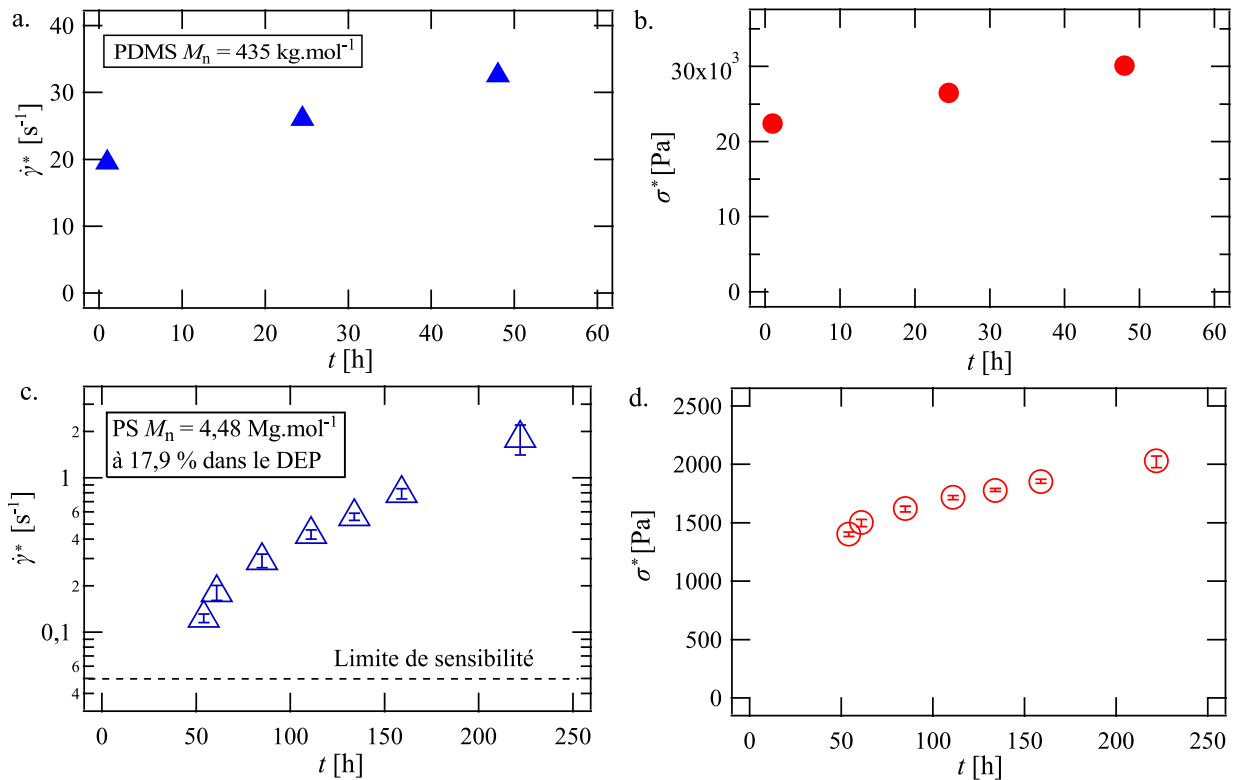 a.
40
30
20
10
0
γ̇* [s⁻¹]
PDMS Mₙ = 435 kg.mol⁻¹
0 10 20 30 40 50 60
t [h]
b.
30x10³
20
10
0
σ* [Pa]
0 10 20 30 40 50 60
t [h]
c.
2
1
4
2
0,1
6
4
γ̇* [s⁻¹]
PS Mₙ = 4,48 Mg.mol⁻¹
à 17,9 % dans le DEP
Limite de sensibilité
0 50 100 150 200 250
t [h]
d.
2500
2000
1500
1000
500
0
σ* [Pa]
0 50 100 150 200 250
t [h]